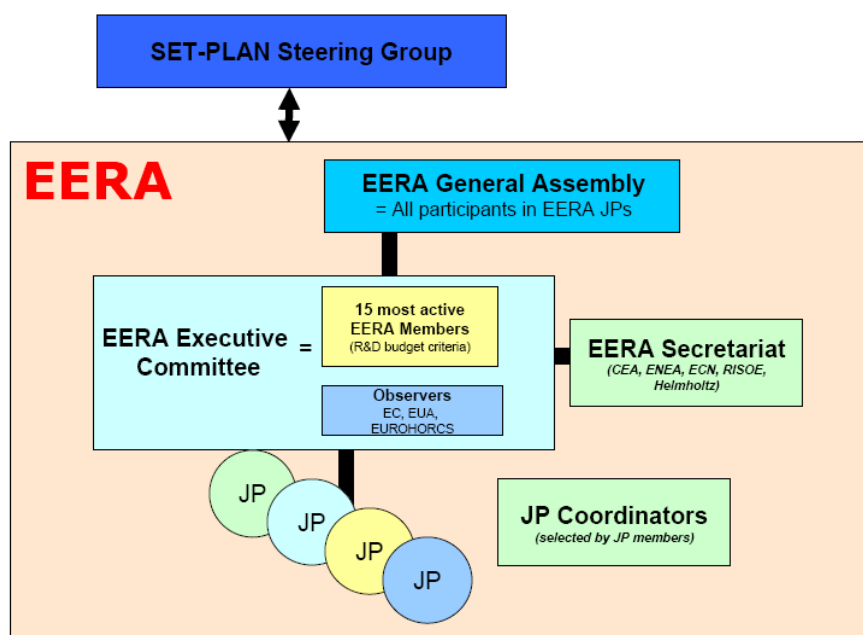 SET-PLAN Steering Group
EERA
EERA General Assembly
= All participants in EERA JPs
EERA Executive
Committee
=
15 most active
EERA Members
(R&D budget criteria)
Observers
EC, EUA,
EUROHORCS
EERA Secretariat
(CEA, ENEA, ECN, RISOE,
Helmholtz)
JP
JP
JP
JP
JP Coordinators
(selected by JP members)